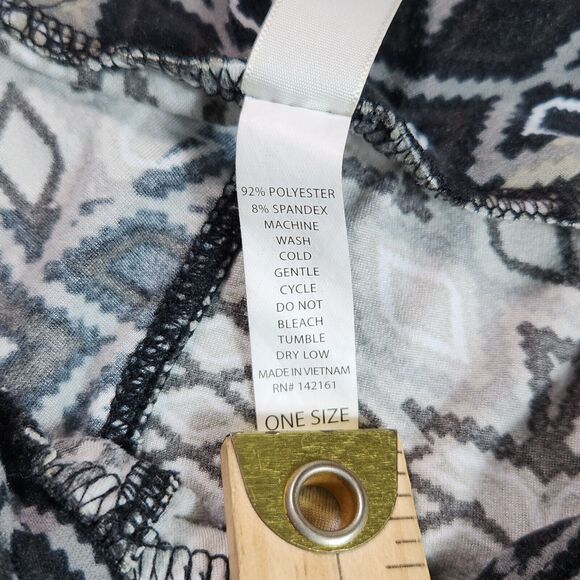 92% POLYESTER
8% SPANDEX
MACHINE
WASH
COLD
GENTLE
CYCLE
DO NOT
BLEACH
TUMBLE
DRY LOW
MADE IN VIETNAM
RN# 142161
ONE SIZE